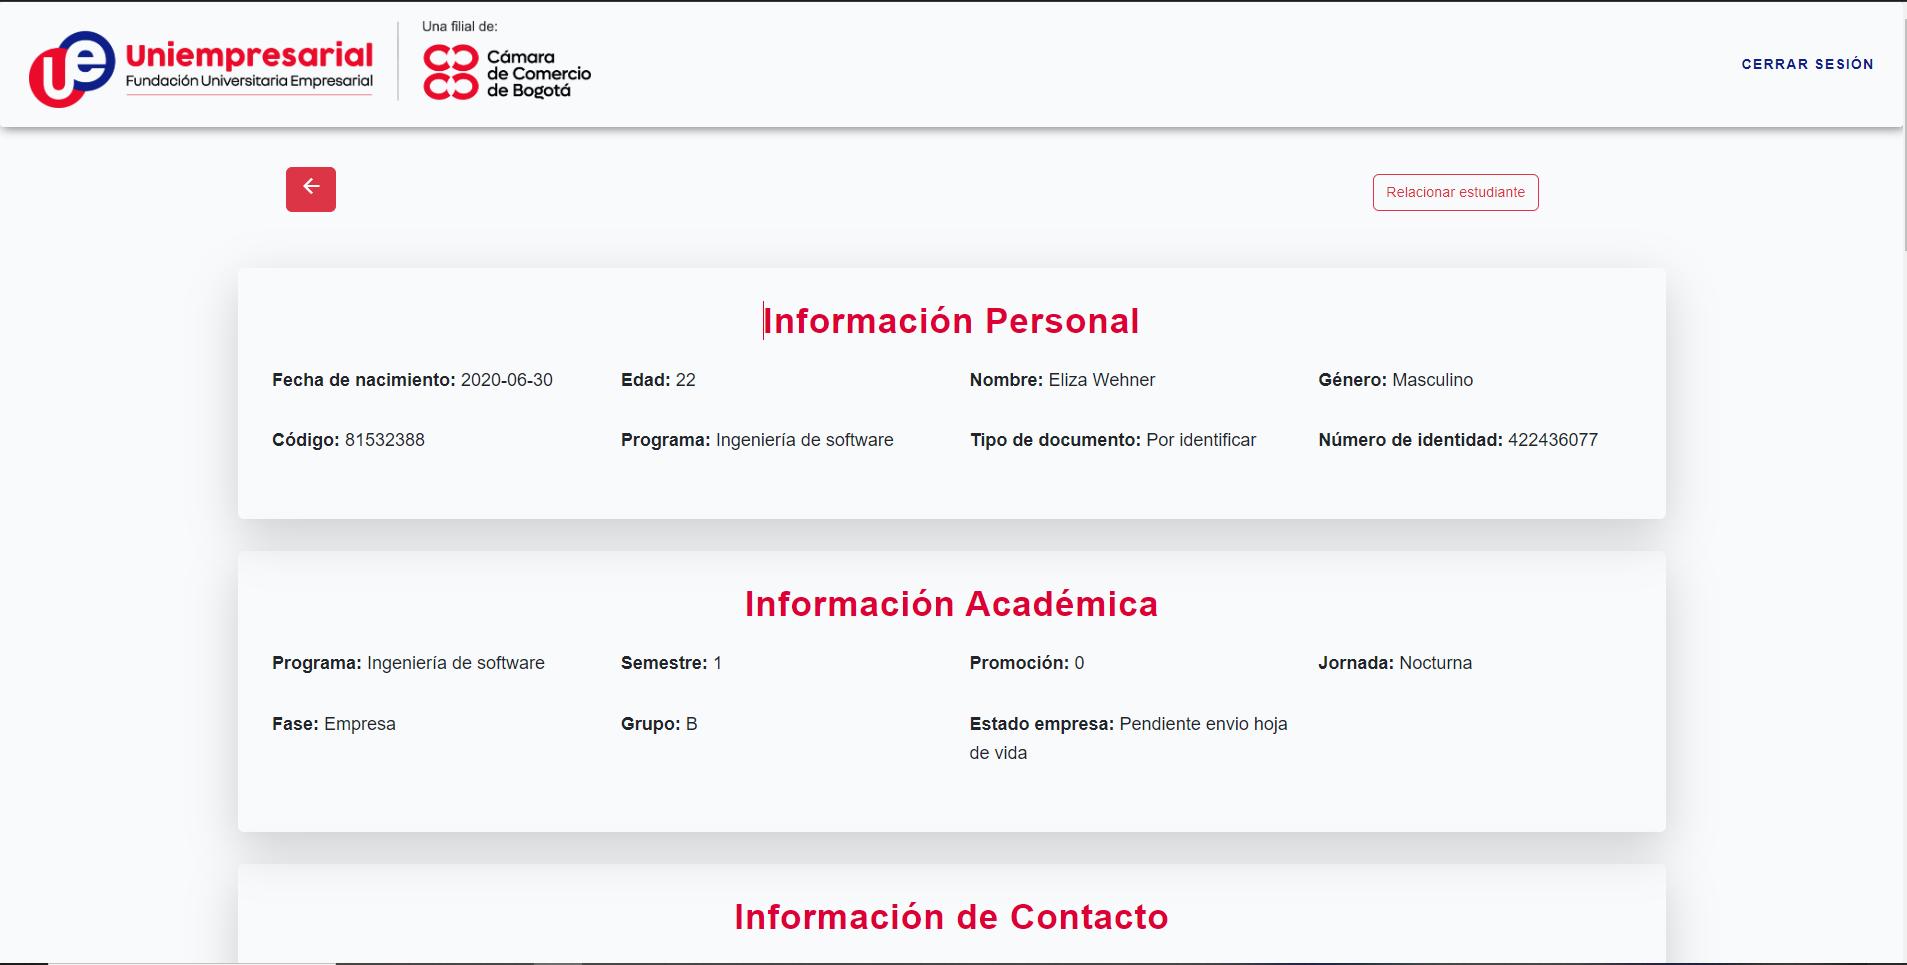 Uniempresarial
Fundación Universitaria Empresarial
Una filial de:
Cámara
de Comercio
de Bogotá
CERRAR SESIÓN
Relacionar estudiante
Información Personal
Fecha de nacimiento: 2020-06-30 Edad: 22 Nombre: Eliza Wehner Género: Masculino
Código: 81532388 Programa: Ingeniería de software Tipo de documento: Por identificar Número de identidad: 422436077
Información Académica
Programa: Ingeniería de software Semestre: 1 Promoción: 0 Jornada: Nocturna
Fase: Empresa Grupo: B Estado empresa: Pendiente envio hoja
de vida
Información de Contacto